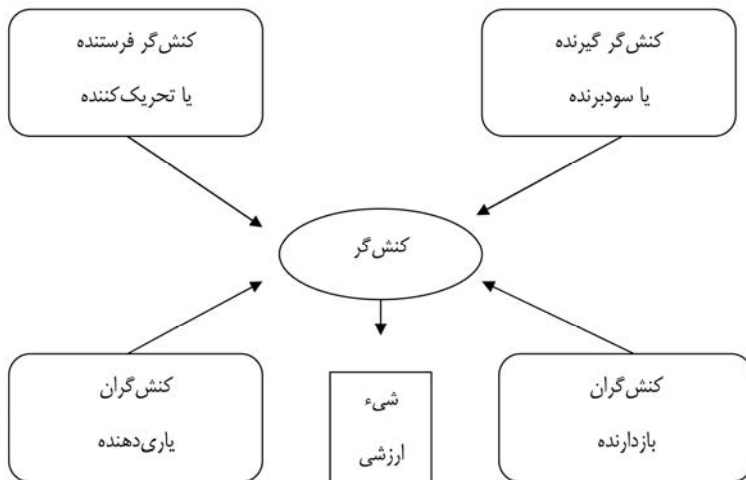 کنش‌گر گیرنده
یا سودبرنده
کنش‌گر فرستنده
یا تحریک‌کننده
کنش‌گر
کنش‌گران
بازدارنده
شیء
ارزشی
کنش‌گران
یاری‌دهنده